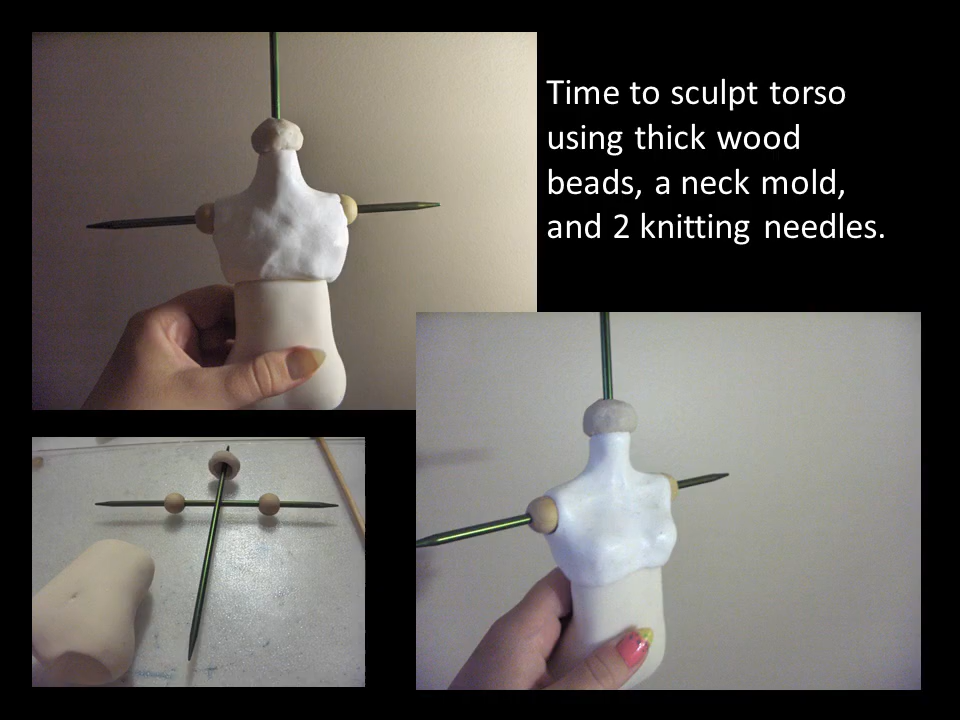 Time to sculpt torso
using thick wood
beads, a neck mold,
and 2 knitting needles.